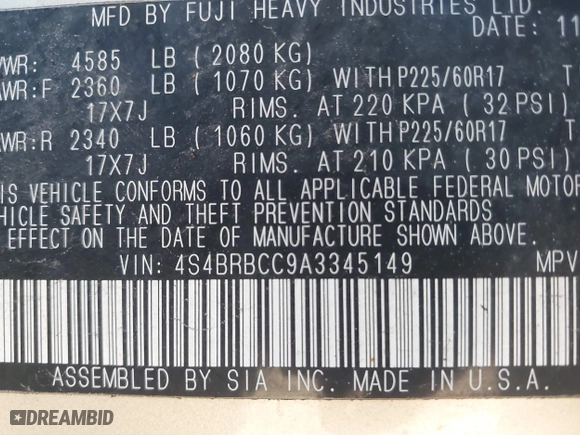 MFD BY FUJI HEAVY INDUSTRIES LTD.
DATE: 11
VWR: 4585 LB ( 2080 KG)
AWR:F 2360 LB ( 1070 KG) WITH P225/60R17 T
17X7J RIMS. AT 220 KPA ( 32 PSI)
AWR:R 2340 LB ( 1060 KG) WITH P225/60R17 T
17X7J RIMS. AT 210 KPA ( 30 PSI)
IS VEHICLE CONFORMS TO ALL APPLICABLE FEDERAL MOTOR
HICLE SAFETY AND THEFT PREVENTION STANDARDS
EFFECT ON THE DATE OF MANUFACTURE SHOWN ABOVE.
VIN: 4S4BRBCC9A3345149 MPV
ASSEMBLED BY SIA INC. MADE IN U.S.A.
DREAMBID